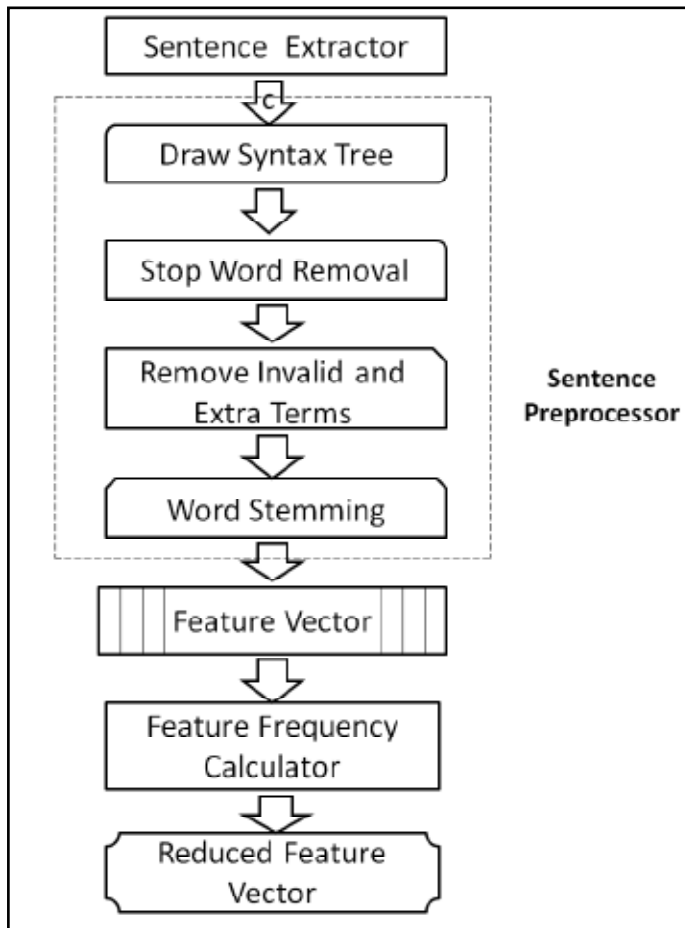 Sentence Extractor
c
Draw Syntax Tree
Stop Word Removal
Remove Invalid and
Extra Terms
Word Stemming
Sentence
Preprocessor
Feature Vector
Feature Frequency
Calculator
Reduced Feature
Vector